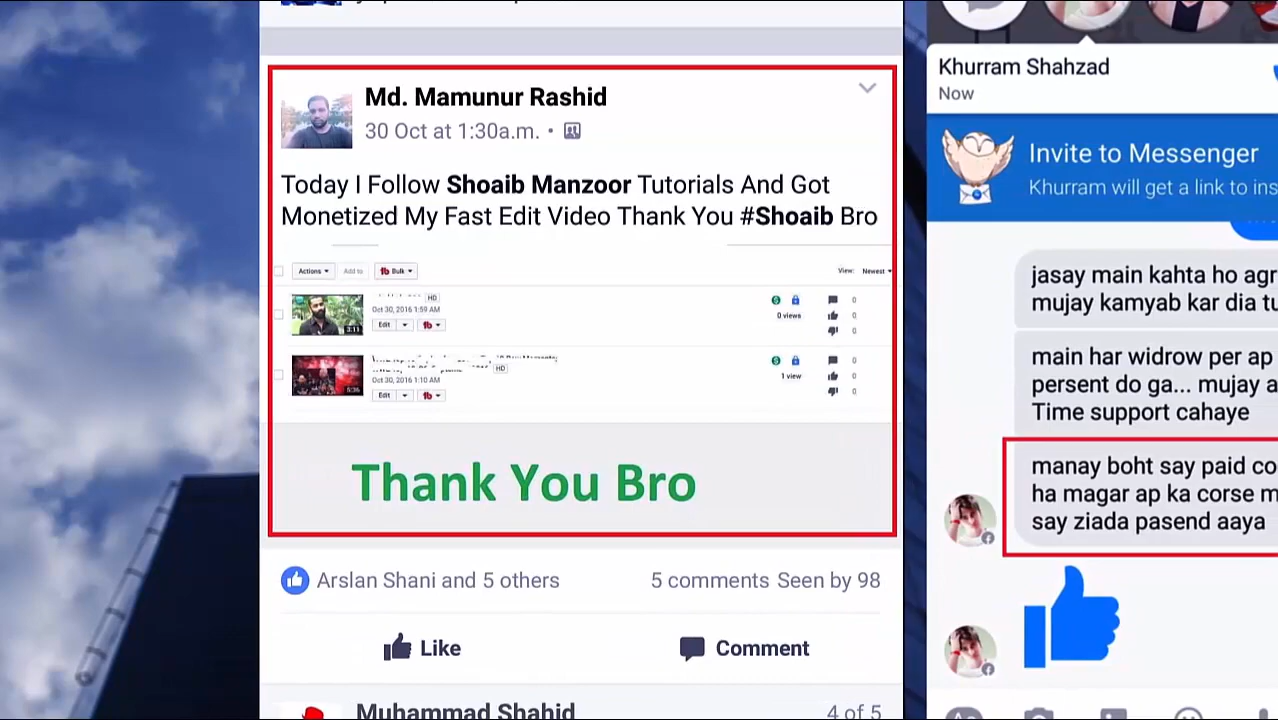 Md. Mamunur Rashid
30 Oct at 1:30a.m. •
Today I Follow Shoaib Manzoor Tutorials And Got
Monetized My Fast Edit Video Thank You #Shoaib Bro
Actions Add to Bulk View: Newest
HD
Oct 30, 2016 1:59 AM
Edit
3:11
0 views
0
0
0
HD
Oct 30, 2016 1:10 AM
Edit
5:36
1 view
0
0
0
Thank You Bro
Arslan Shani and 5 others 5 comments Seen by 98
Like Comment
Muhammad Shahid 4 of 5
Khurram Shahzad
Now
Invite to Messenger
Khurram will get a link to ins
jasay main kahta ho agr
mujay kamyab kar dia tu
main har widrow per ap
persent do ga... mujay a
Time support cahaye
manay boht say paid co
ha magar ap ka corse m
say ziada pasend aaya